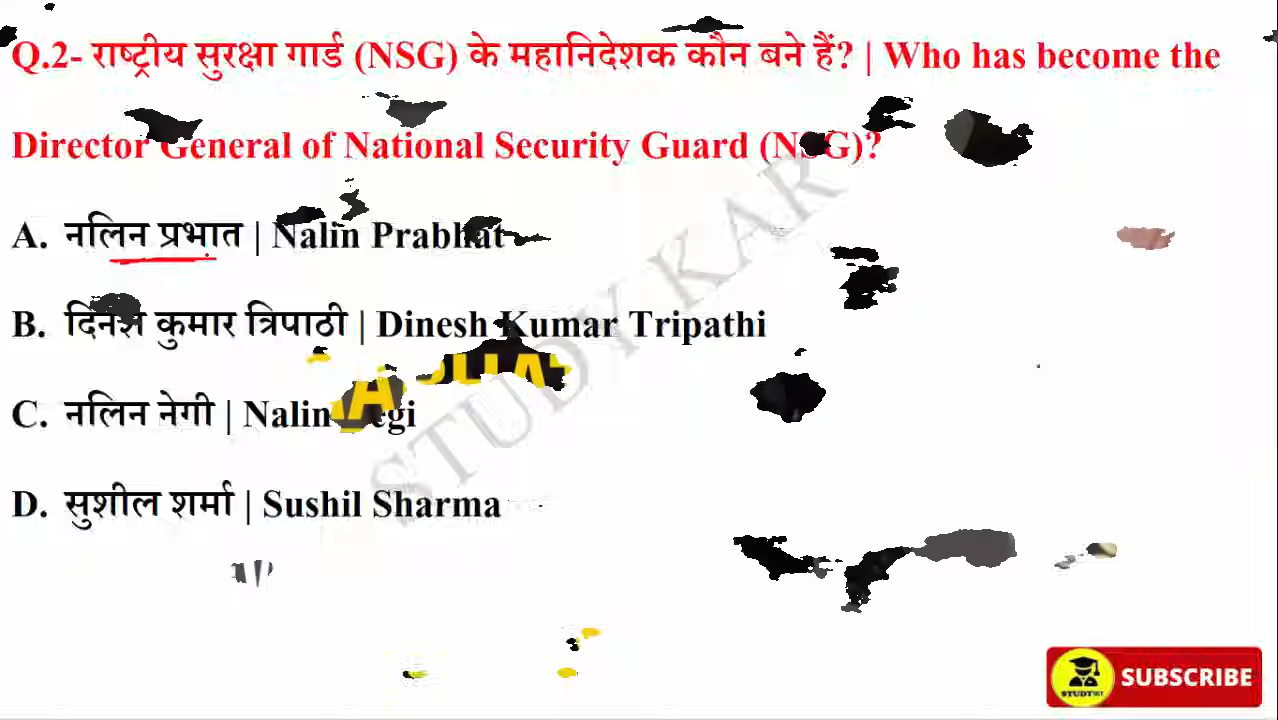 Q.2- राष्ट्रीय सुरक्षा गार्ड (NSG) के महानिदेशक कौन बने हैं? | Who has become the
Director General of National Security Guard (NSG)?
A. नलिन प्रभात | Nalin Prabhat
B. दिनेश कुमार त्रिपाठी | Dinesh Kumar Tripathi
C. नलिन नेगी | Nalin Negi
D. सुशील शर्मा | Sushil Sharma
STUDY KAR
SUBSCRIBE